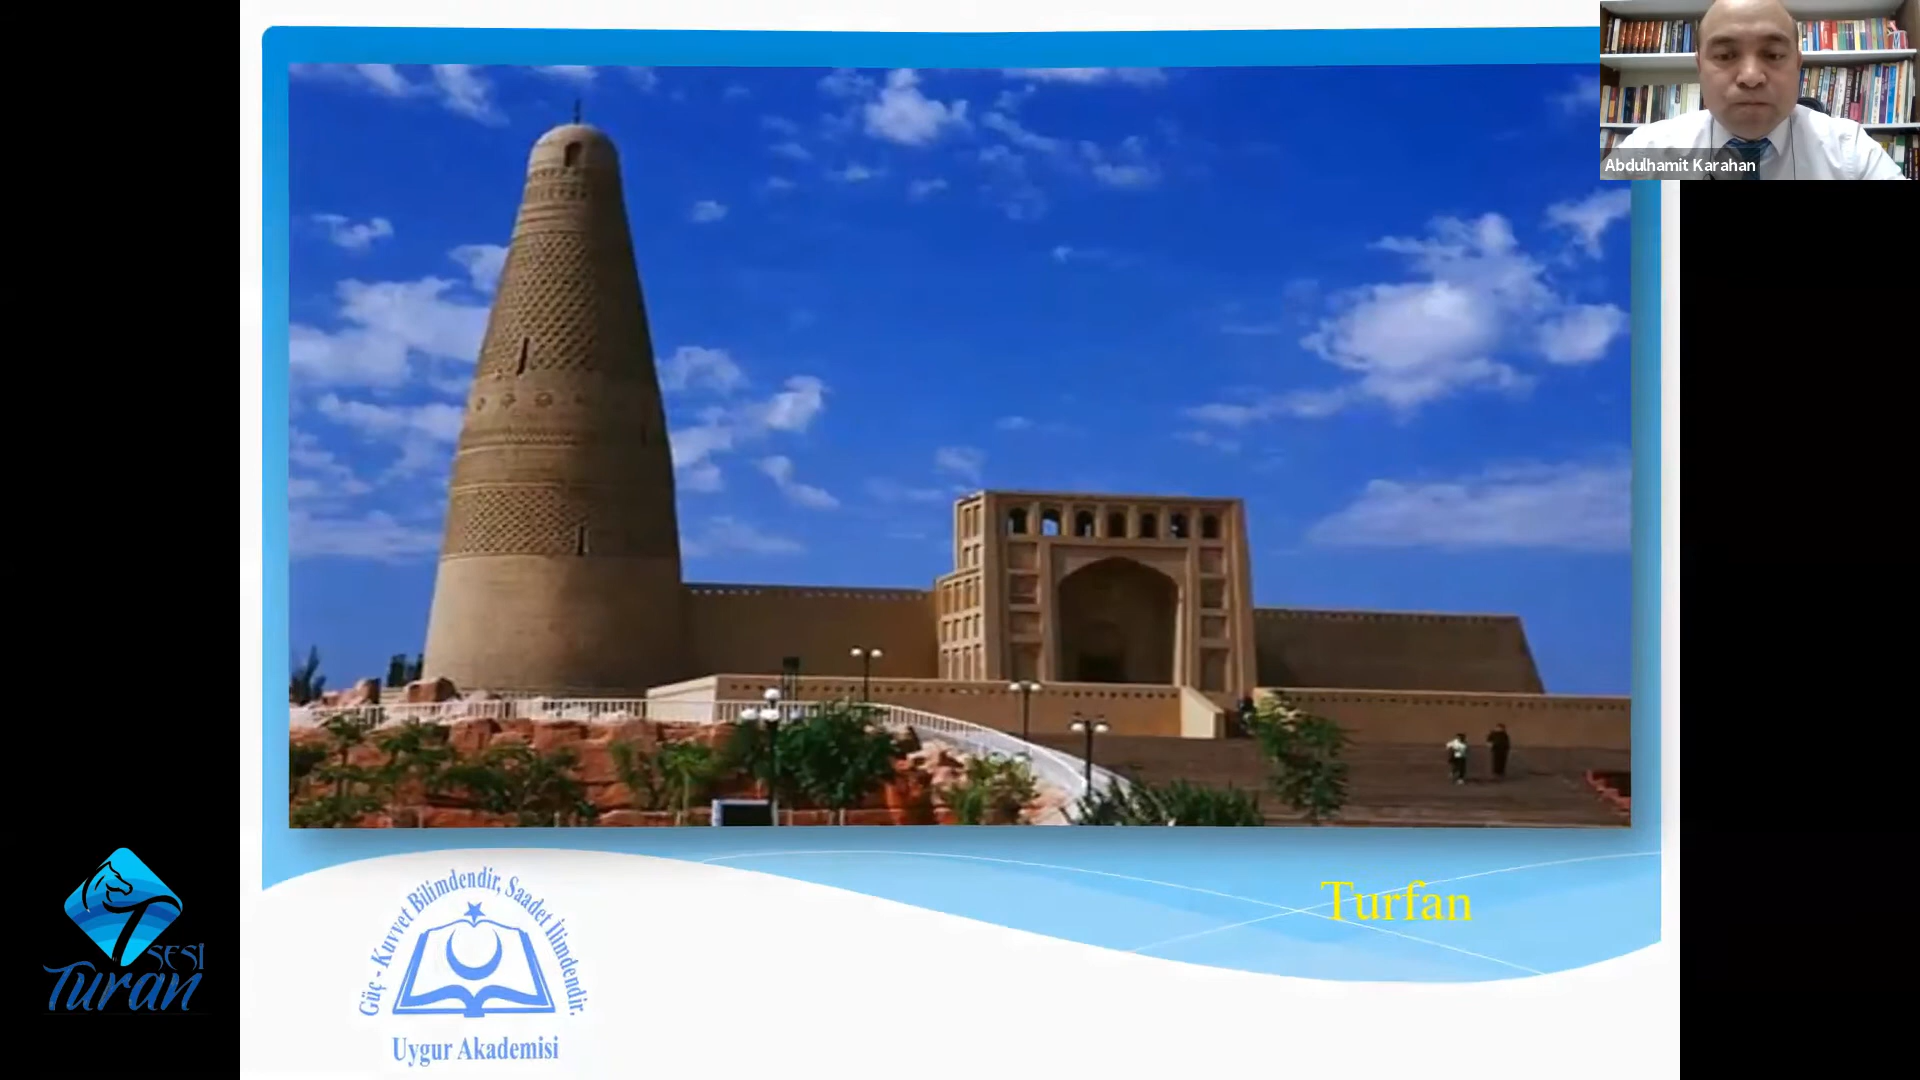 Abdulhamit Karahan
Turfan
Güç - Kuvvet Bilimdendir, Saadet İlimdendir.
Uygur Akademisi
SESİ
Turan